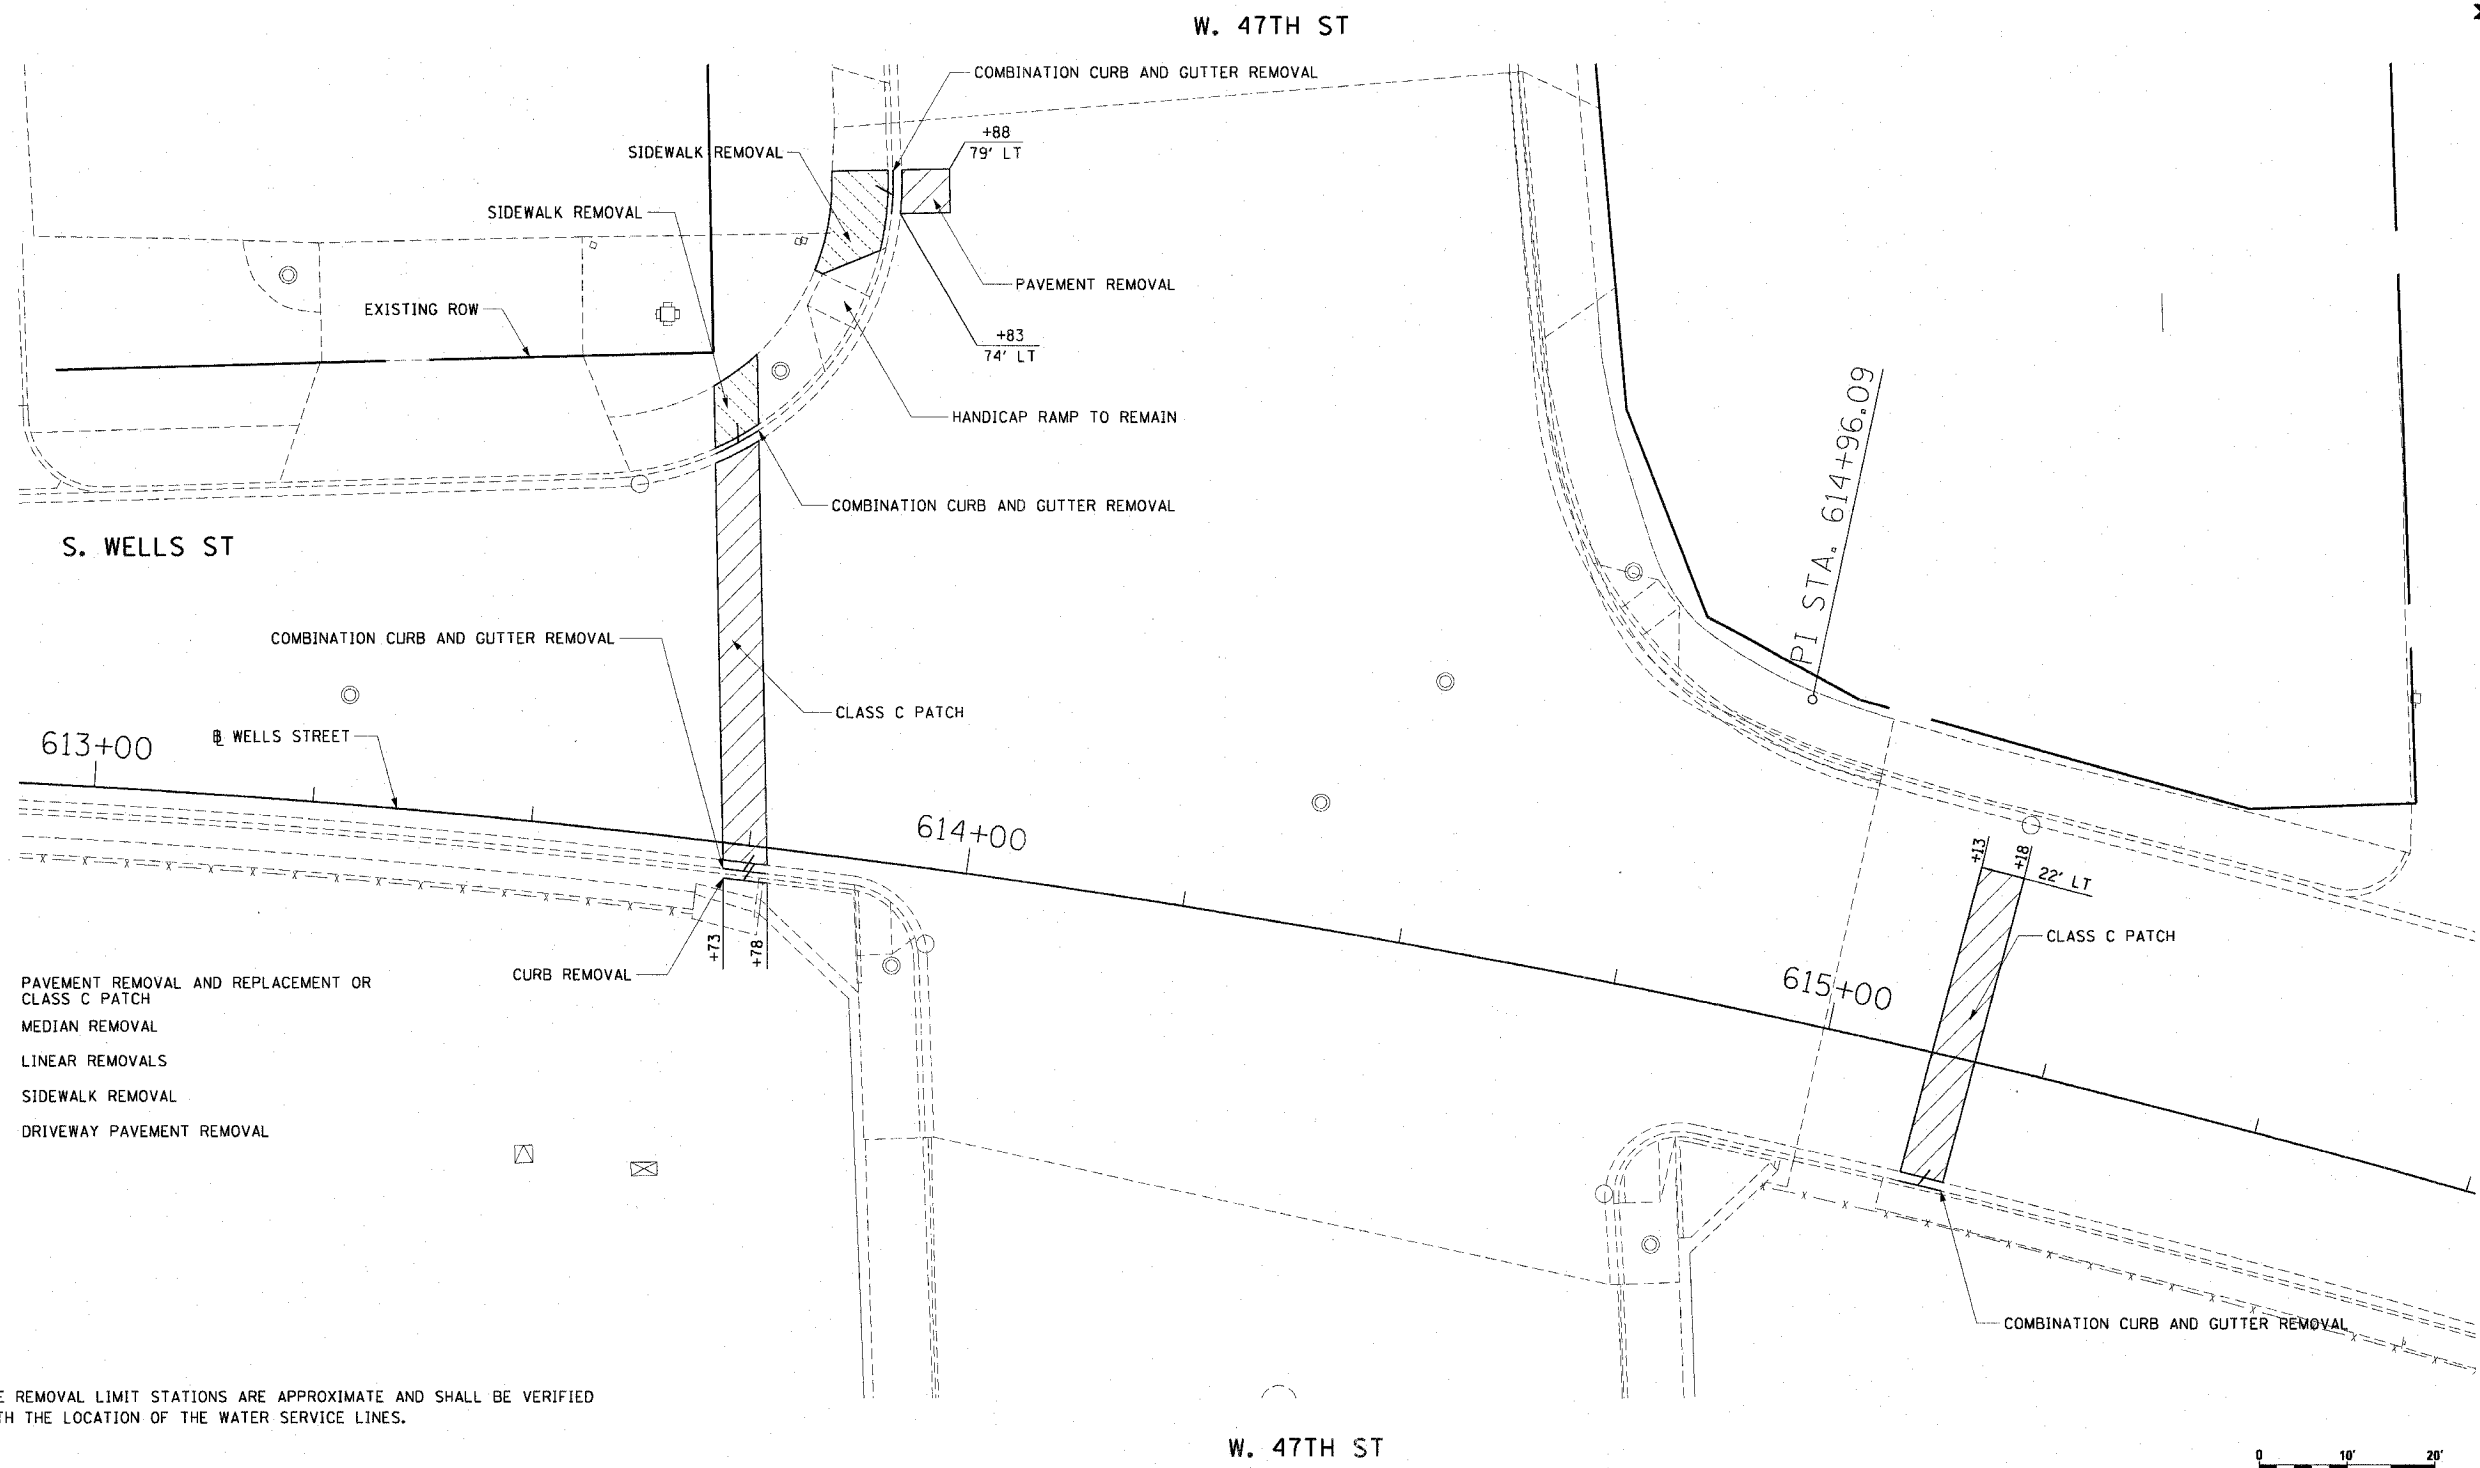 W. 47TH ST
COMBINATION CURB AND GUTTER REMOVAL
+88
79' LT
SIDEWALK REMOVAL
SIDEWALK REMOVAL
PAVEMENT REMOVAL
EXISTING ROW
+83
74' LT
HANDICAP RAMP TO REMAIN
PI STA. 614+96.09
COMBINATION CURB AND GUTTER REMOVAL
S. WELLS ST
COMBINATION CURB AND GUTTER REMOVAL
CLASS C PATCH
613+00
WELLS STREET
614+00
+13
+18
22' LT
CLASS C PATCH
+73
+78
CURB REMOVAL
615+00
PAVEMENT REMOVAL AND REPLACEMENT OR
CLASS C PATCH
MEDIAN REMOVAL
LINEAR REMOVALS
SIDEWALK REMOVAL
DRIVEWAY PAVEMENT REMOVAL
COMBINATION CURB AND GUTTER REMOVAL
E REMOVAL LIMIT STATIONS ARE APPROXIMATE AND SHALL BE VERIFIED
TH THE LOCATION OF THE WATER SERVICE LINES.
W. 47TH ST
0 10' 20'